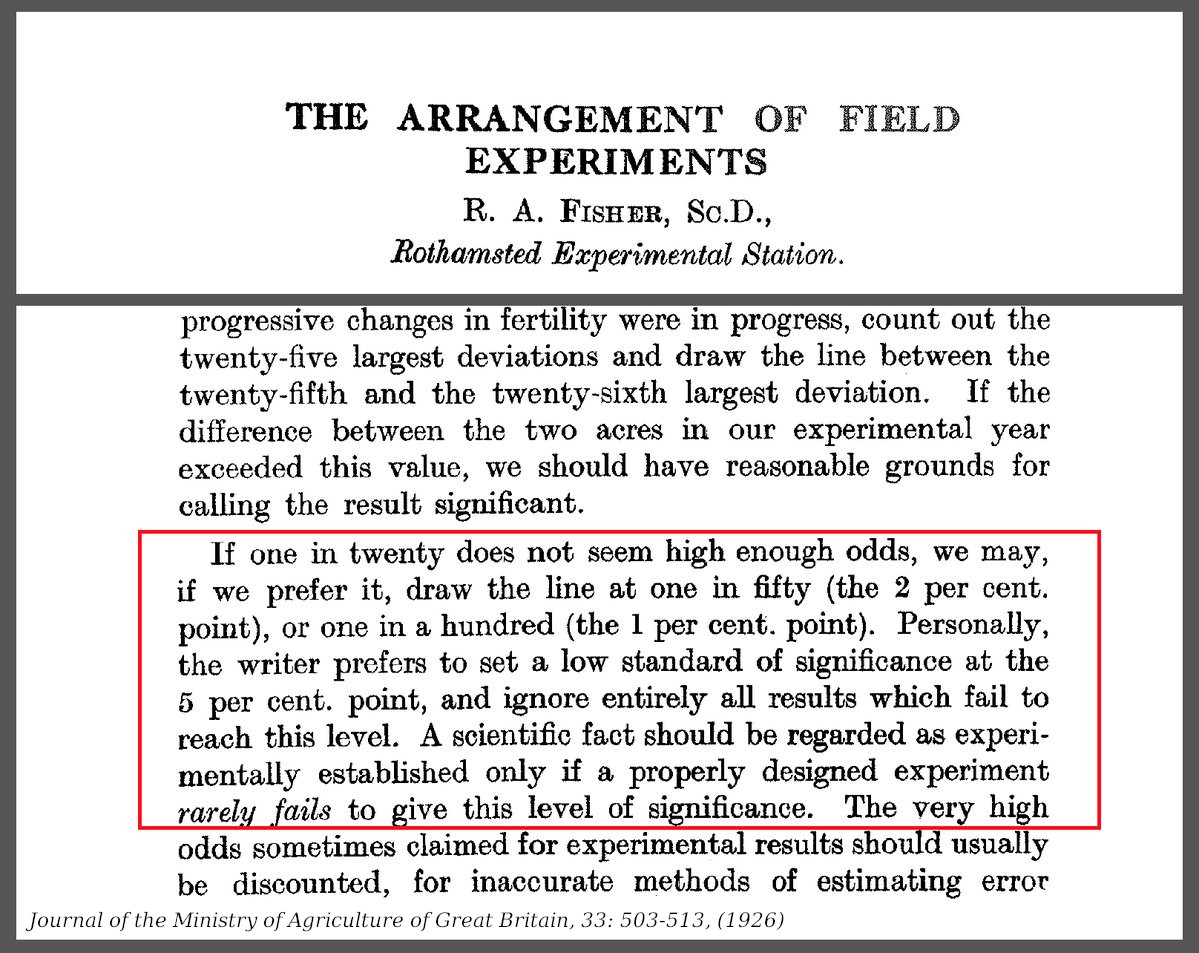 THE ARRANGEMENT OF FIELD
EXPERIMENTS
R. A. FISHER, Sc.D.,
Rothamsted Experimental Station.
progressive changes in fertility were in progress, count out the
twenty-five largest deviations and draw the line between the
twenty-fifth and the twenty-sixth largest deviation. If the
difference between the two acres in our experimental year
exceeded this value, we should have reasonable grounds for
calling the result significant.
If one in twenty does not seem high enough odds, we may,
if we prefer it, draw the line at one in fifty (the 2 per cent.
point), or one in a hundred (the 1 per cent. point). Personally,
the writer prefers to set a low standard of significance at the
5 per cent. point, and ignore entirely all results which fail to
reach this level. A scientific fact should be regarded as experi-
mentally established only if a properly designed experiment
rarely fails to give this level of significance. The very high
odds sometimes claimed for experimental results should usually
be discounted, for inaccurate methods of estimating error
Journal of the Ministry of Agriculture of Great Britain, 33: 503-513, (1926)